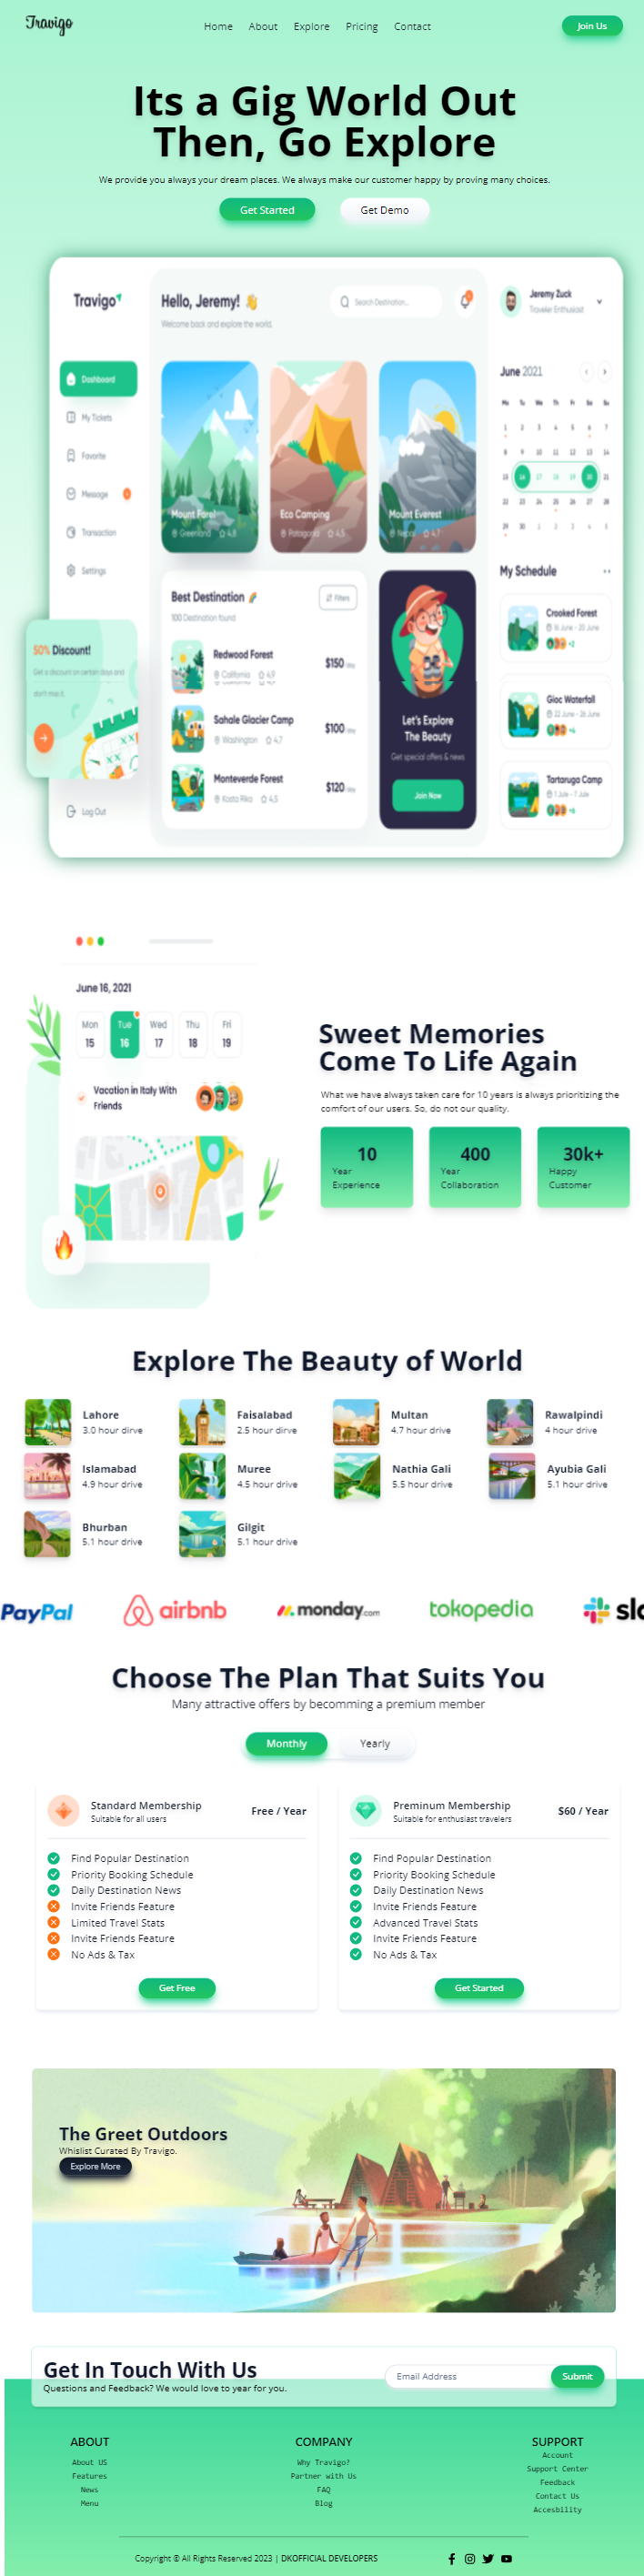 Travigo
Home About Explore Pricing Contact
Join Us
Its a Gig World Out
Then, Go Explore
We provide you always your dream places. We always make our customer happy by proving many choices.
Get Started Get Demo
Travigo
Hello, Jeremy! 👋
Welcome back and explore the world.
Search Destination...
Jeremy Zuck
Traveler Enthusiast
Dashboard
My Tickets
Favorite
Message
Transaction
Settings
Mount Forel
Greenland 4,8
Eco Camping
Patagonia 4,5
Mount Everest
Nepal 4,7
June 2021
Mo Tu We Th Fr Sa Su
1 2 3 4 5 6 7
8 9 10 11 12 13 14
15 16 17 18 19 20 21
22 23 24 25 26 27 28
29 30 1 2 3 4 5
Best Destination
Filters
100 Destination found
Redwood Forest
California 4,9
$150 /day
Sahale Glacier Camp
Washington 4,7
$100 /day
Monteverde Forest
Kosta Rika 4,5
$120 /day
Let's Explore
The Beauty
Get special offers & news
Join Now
My Schedule
Crooked Forest
16 June - 20 June
+2
Gioc Waterfall
22 June - 26 June
+4
Tartaruga Camp
1 Jule - 7 Jule
+6
50% Discount!
Get a discount on certain days and
don't miss it.
Log Out
June 16, 2021
Mon Tue Wed Thu Fri
15 16 17 18 19
Vacation in Italy With
Friends
Sweet Memories
Come To Life Again
What we have always taken care for 10 years is always prioritizing the
comfort of our users. So, do not our quality.
10
Year
Experience
400
Year
Collaboration
30k+
Happy
Customer
Explore The Beauty of World
Lahore
3.0 hour dirve
Faisalabad
2.5 hour dirve
Multan
4.7 hour drive
Rawalpindi
4 hour drive
Islamabad
4.9 hour drive
Muree
4.5 hour drive
Nathia Gali
5.5 hour drive
Ayubia Gali
5.1 hour drive
Bhurban
5.1 hour drive
Gilgit
5.1 hour drive
PayPal airbnb monday.com tokopedia slc
Choose The Plan That Suits You
Many attractive offers by becomming a premium member
Monthly Yearly
Standard Membership
Suitable for all users
Free / Year
Find Popular Destination
Priority Booking Schedule
Daily Destination News
Invite Friends Feature
Limited Travel Stats
Invite Friends Feature
No Ads & Tax
Get Free
Preminum Membership
Suitable for enthusiast travelers
$60 / Year
Find Popular Destination
Priority Booking Schedule
Daily Destination News
Invite Friends Feature
Advanced Travel Stats
Invite Friends Feature
No Ads & Tax
Get Started
The Greet Outdoors
Whislist Curated By Travigo.
Explore More
Get In Touch With Us
Questions and Feedback? We would love to year for you.
Email Address
Submit
ABOUT
About US
Features
News
Menu
COMPANY
Why Travigo?
Partner with Us
FAQ
Blog
SUPPORT
Account
Support Center
Feedback
Contact Us
Accesbility
Copyright © All Rights Reserved 2023 | DKOFFICIAL DEVELOPERS